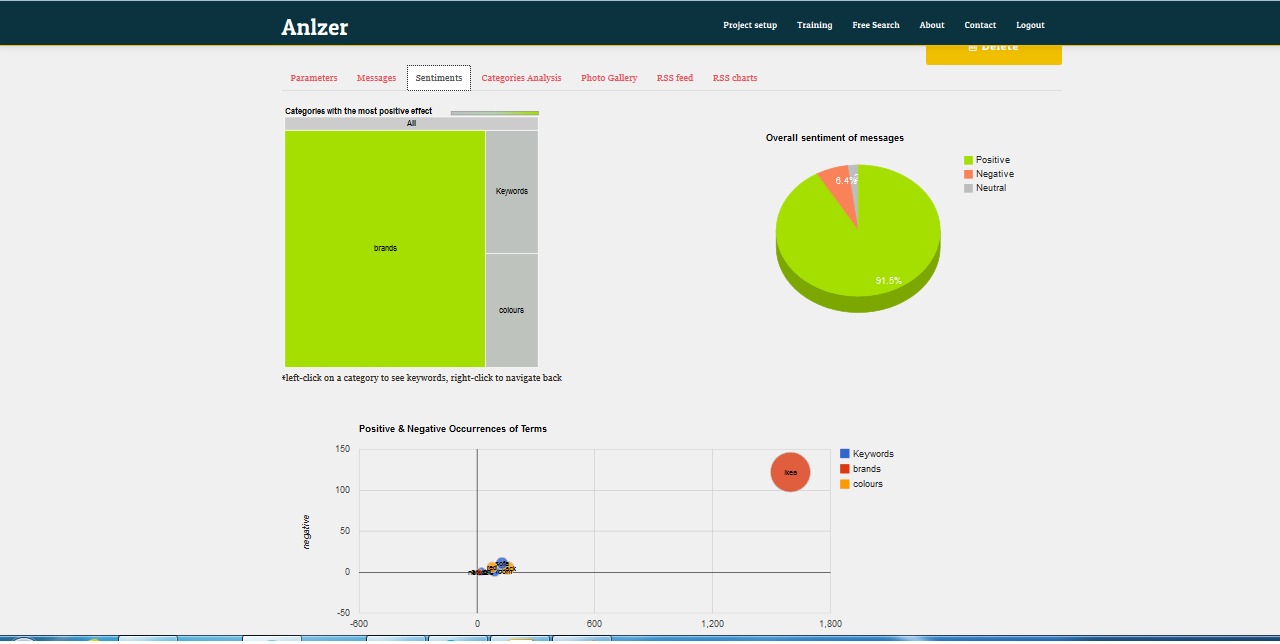 Anlzer
Project setup Training Free Search About Contact Logout
Delete
Parameters Messages Sentiments Categories Analysis Photo Gallery RSS feed RSS charts
Categories with the most positive effect
All
brands
Keywords
colours
*left-click on a category to see keywords, right-click to navigate back
Overall sentiment of messages
Positive
Negative
Neutral
6.4%
91.5%
Positive & Negative Occurrences of Terms
150
100
50
0
-50
negative
-600 0 600 1,200 1,800
ikea
sofa
Keywords
brands
colours